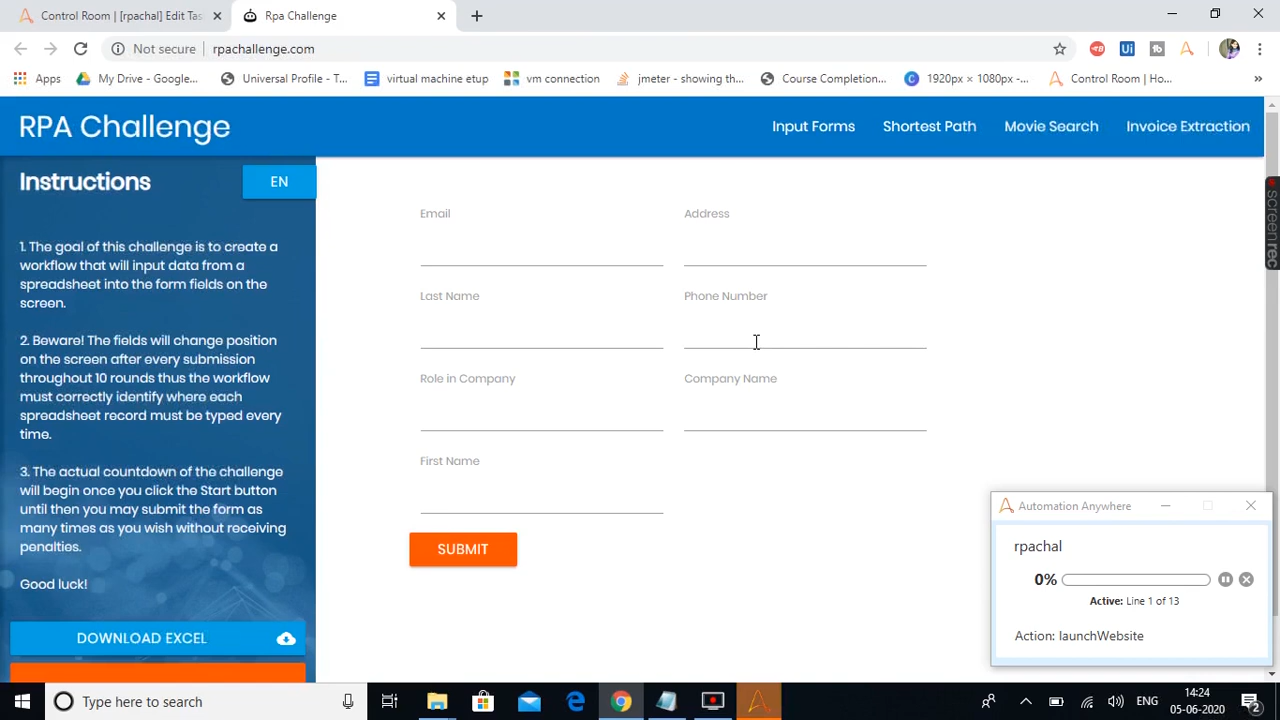 Control Room | [rpachal] Edit Tas
Rpa Challenge
Not secure
rpachallenge.com
Apps
My Drive - Google...
Universal Profile - T...
virtual machine etup
vm connection
jmeter - showing th...
Course Completion...
1920px × 1080px –...
Control Room | Ho...
»
RPA Challenge
Input Forms
Shortest Path
Movie Search
Invoice Extraction
Instructions
EN
1. The goal of this challenge is to create a
workflow that will input data from a
spreadsheet into the form fields on the
screen.
2. Beware! The fields will change position
on the screen after every submission
throughout 10 rounds thus the workflow
must correctly identify where each
spreadsheet record must be typed every
time.
3. The actual countdown of the challenge
will begin once you click the Start button
until then you may submit the form as
many times as you wish without receiving
penalties.
Good luck!
DOWNLOAD EXCEL
Email
Address
Last Name
Phone Number
Role in Company
Company Name
First Name
SUBMIT
screenrec
Automation Anywhere
rpachal
0%
Active: Line 1 of 13
Action: launchWebsite
Type here to search
ENG
14:24
05-06-2020
2